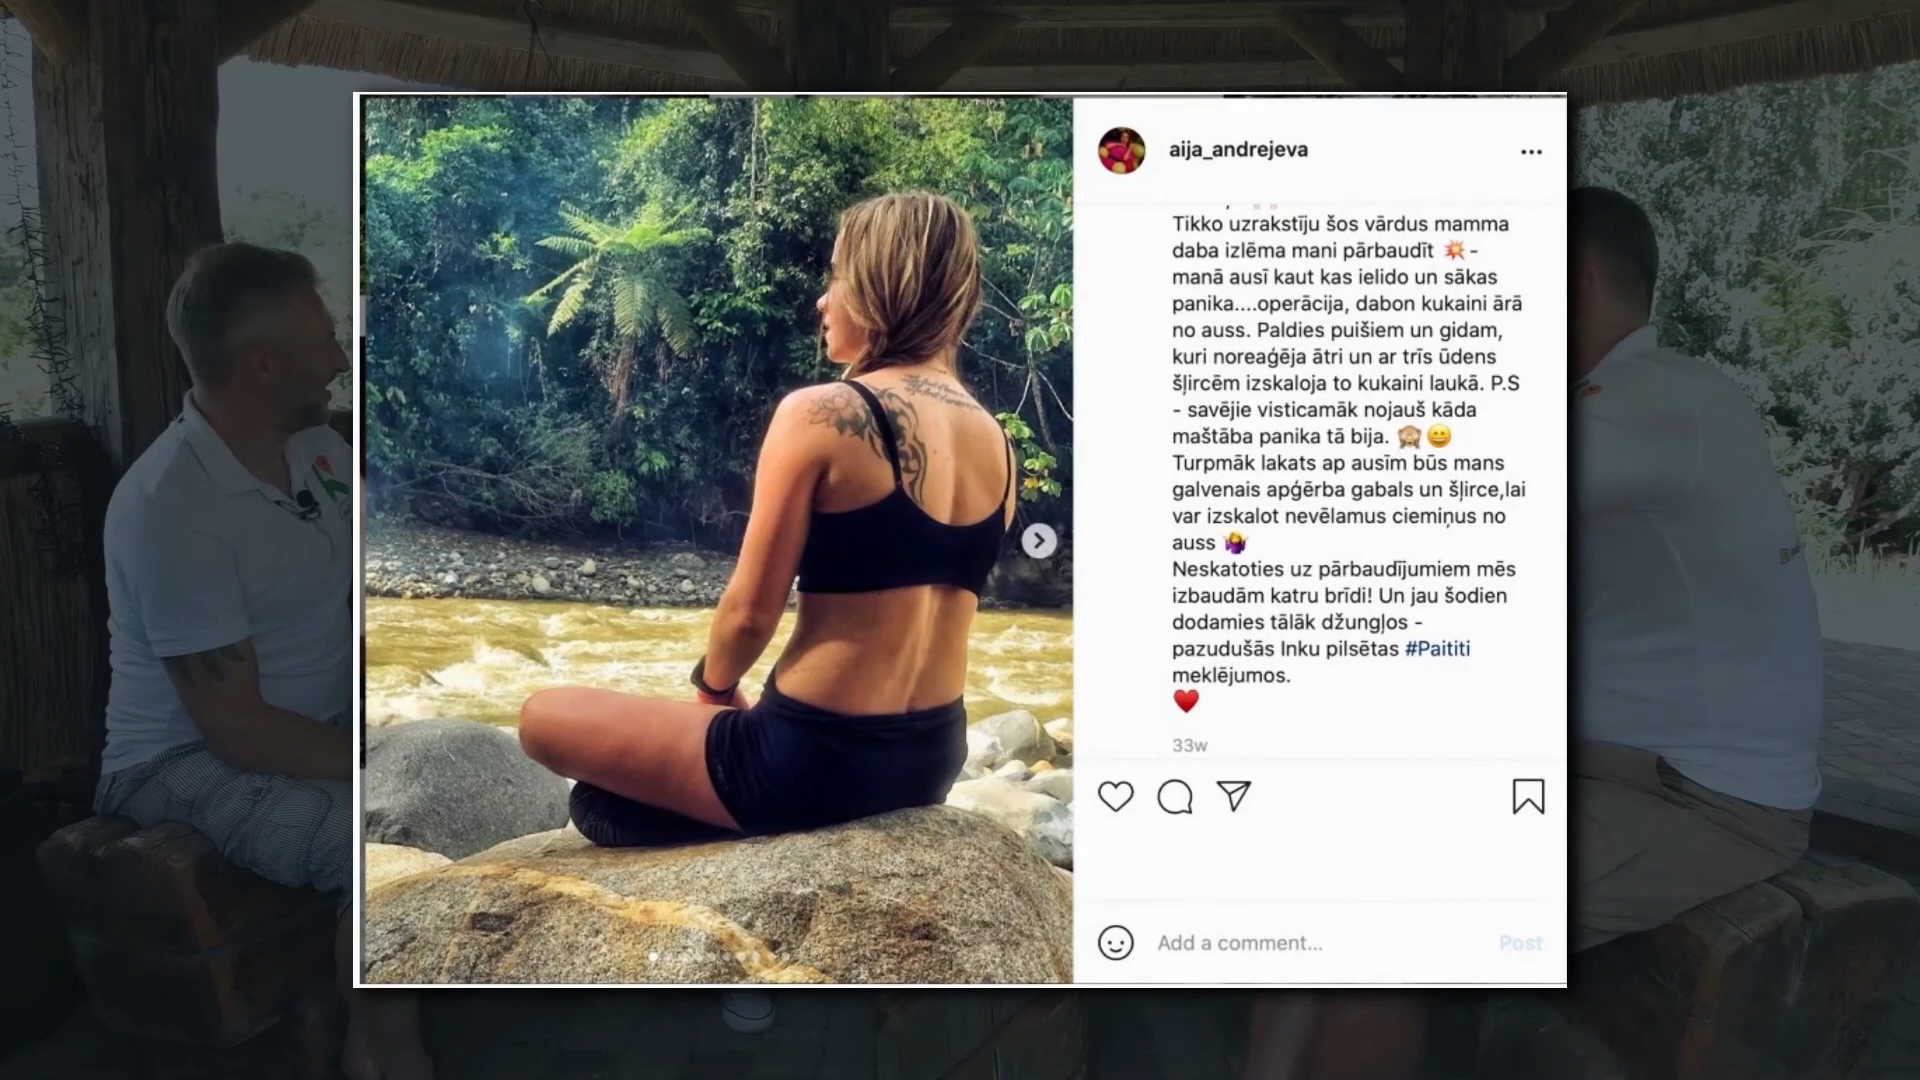 aija_andrejeva
Tikko uzrakstīju šos vārdus mamma
daba izlēma mani pārbaudīt 💥 -
manā ausī kaut kas ielido un sākas
panika....operācija, dabon kukaini ārā
no auss. Paldies puišiem un gidam,
kuri noreaģēja ātri un ar trīs ūdens
šļircēm izskaloja to kukaini laukā. P.S
- savējie visticamāk nojauš kāda
maštāba panika tā bija. 🙈😄
Turpmāk lakats ap ausīm būs mans
galvenais apģērba gabals un šļirce,lai
var izskalot nevēlamus ciemiņus no
auss 🤷‍♀️
Neskatoties uz pārbaudījumiem mēs
izbaudām katru brīdi! Un jau šodien
dodamies tālāk džungļos -
pazudušās Inku pilsētas #Paititi
meklējumos.
❤️
33w
Add a comment... Post